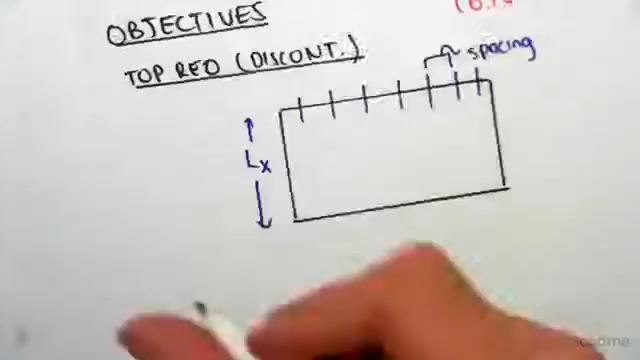 OBJECTIVES
TOP REO (DISCONT.)
spacing
Lx